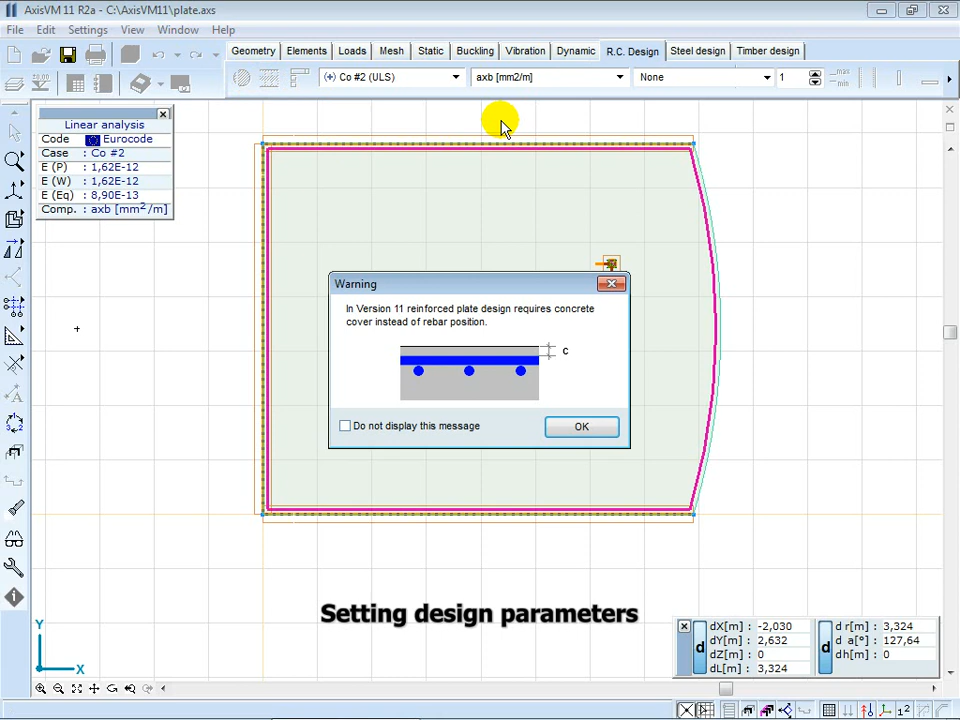 AxisVM 11 R2a - C:\AxisVM11\plate.axs
File Edit Settings View Window Help
Geometry Elements Loads Mesh Static Buckling Vibration Dynamic R.C. Design Steel design Timber design
(+) Co #2 (ULS) axb [mm2/m] None 1 max min
Linear analysis
Code Eurocode
Case : Co #2
E (P) : 1,62E-12
E (W) : 1,62E-12
E (Eq) : 8,90E-13
Comp. : axb [mm²/m]
Warning
In Version 11 reinforced plate design requires concrete
cover instead of rebar position.
c
Do not display this message OK
Setting design parameters
Y
X
d
dX[m] : -2,030
dY[m] : 2,632
dZ[m] : 0
dL[m] : 3,324
d
d r[m] : 3,324
d a[°] : 127,64
dh[m] : 0